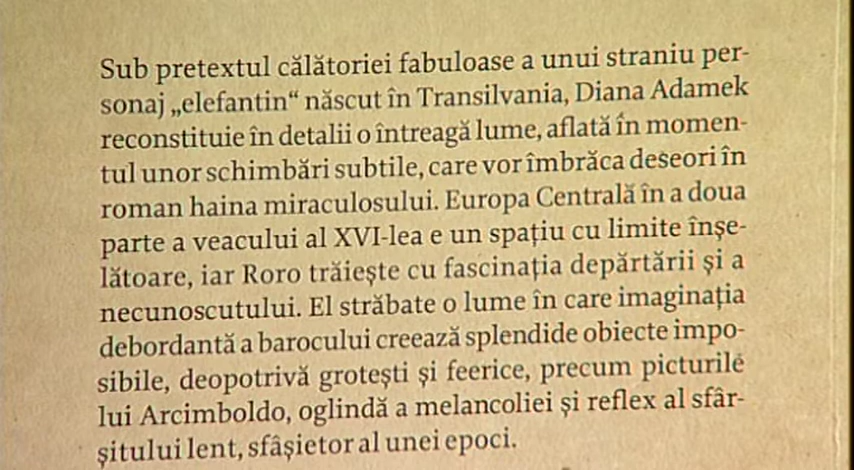 Sub pretextul călătoriei fabuloase a unui straniu per-
sonaj „elefantin“ născut în Transilvania, Diana Adamek
reconstituie în detalii o întreagă lume, aflată în momen-
tul unor schimbări subtile, care vor îmbrăca deseori în
roman haina miraculosului. Europa Centrală în a doua
parte a veacului al XVI-lea e un spațiu cu limite înșe-
lătoare, iar Roro trăiește cu fascinația depărtării și a
necunoscutului. El străbate o lume în care imaginația
debordantă a barocului creează splendide obiecte impo-
sibile, deopotrivă grotești și feerice, precum picturile
lui Arcimboldo, oglindă a melancoliei și reflex al sfâr-
șitului lent, sfâșietor al unei epoci.